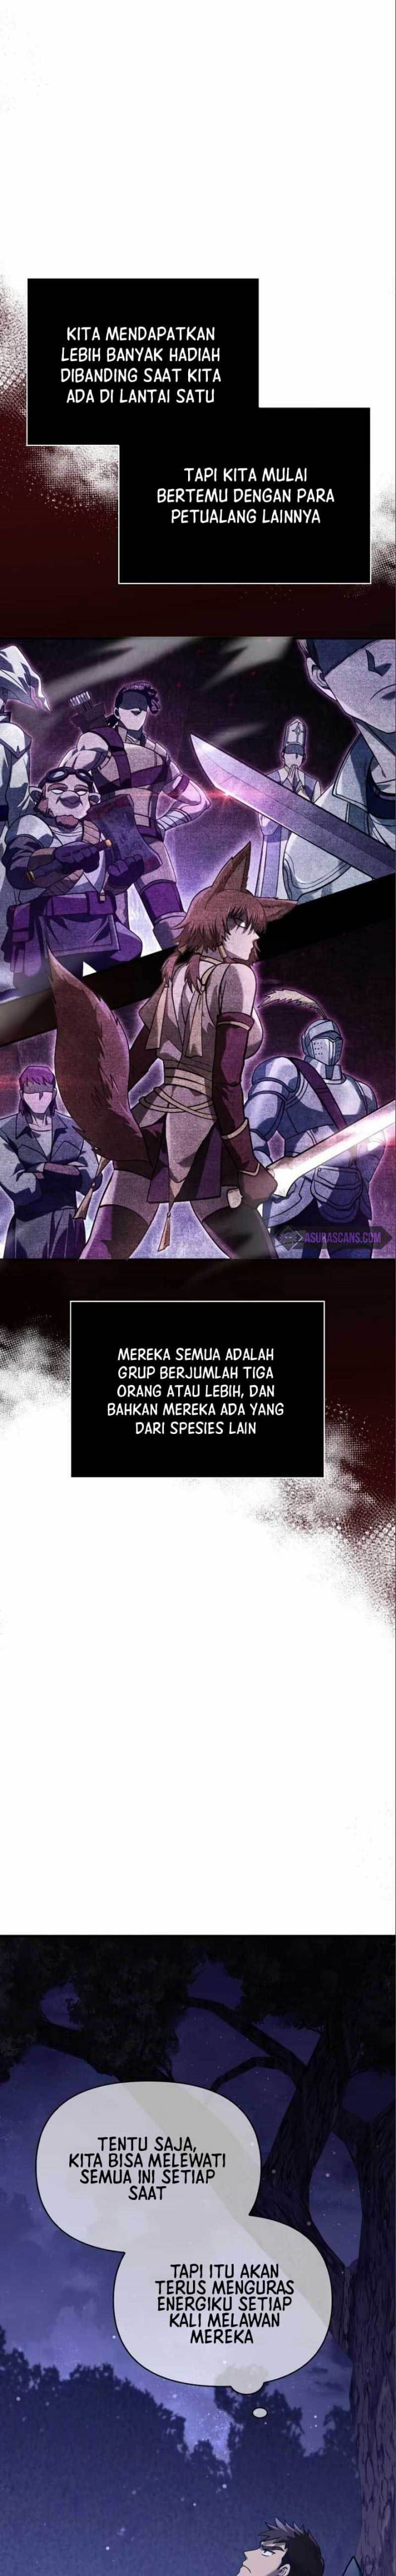 KITA MENDAPATKAN
LEBIH BANYAK HADIAH
DIBANDING SAAT KITA
ADA DI LANTAI SATU
TAPI KITA MULAI
BERTEMU DENGAN PARA
PETUALANG LAINNYA
ASURASCANS.COM
MEREKA SEMUA ADALAH
GRUP BERJUMLAH TIGA
ORANG ATAU LEBIH, DAN
BAHKAN MEREKA ADA YANG
DARI SPESIES LAIN
TENTU SAJA,
KITA BISA MELEWATI
SEMUA INI SETIAP
SAAT
TAPI ITU AKAN
TERUS MENGURAS
ENERGIKU SETIAP
KALI MELAWAN
MEREKA